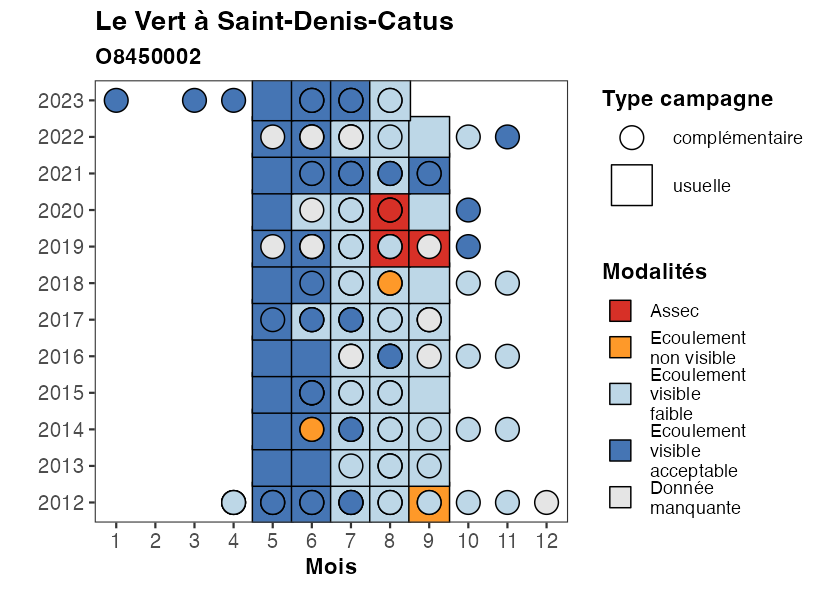 Le Vert à Saint-Denis-Catus
O8450002
2023
2022
2021
2020
2019
2018
2017
2016
2015
2014
2013
2012
1 2 3 4 5 6 7 8 9 10 11 12
Mois
Type campagne
complémentaire
usuelle
Modalités
Assec
Ecoulement
non visible
Ecoulement
visible
faible
Ecoulement
visible
acceptable
Donnée
manquante